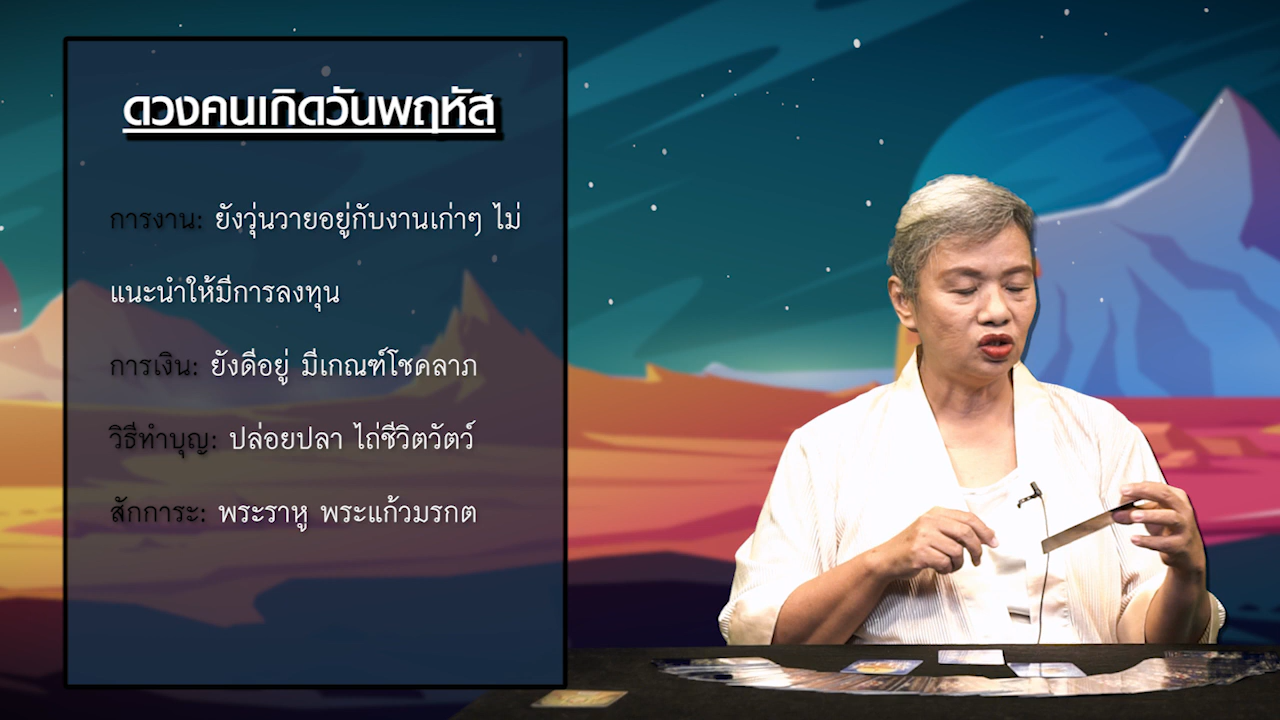 ดวงคนเกิดวันพฤหัส
การงาน: ยังวุ่นวายอยู่กับงานเก่าๆ ไม่
แนะนำให้มีการลงทุน
การเงิน: ยังดีอยู่ มีเกณฑ์โชคลาภ
วิธีทำบุญ: ปล่อยปลา ไถ่ชีวิตวัตว์
สักการะ: พระราหู พระแก้วมรกต